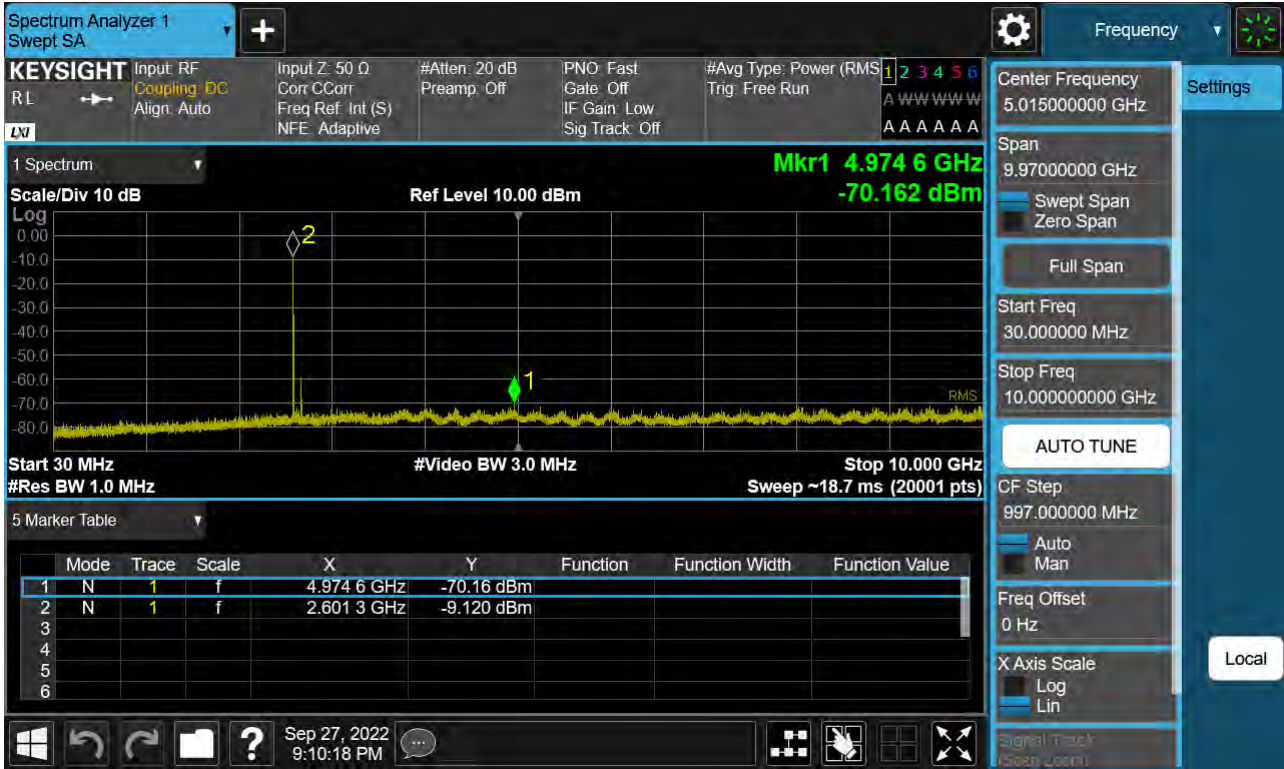 Spectrum Analyzer 1
Swept SA
+
Frequency
KEYSIGHT
RL
LXI
Input: RF
Coupling: DC
Align: Auto
Input Z: 50 Ω
Corr CCorr
Freq Ref: Int (S)
NFE: Adaptive
#Atten: 20 dB
Preamp: Off
PNO: Fast
Gate: Off
IF Gain: Low
Sig Track: Off
#Avg Type: Power (RMS
Trig: Free Run
1 2 3 4 5 6
A W W W W W
A A A A A A
1 Spectrum
Mkr1 4.974 6 GHz
Scale/Div 10 dB
Ref Level 10.00 dBm
-70.162 dBm
Log
0.00
-10.0
-20.0
-30.0
-40.0
-50.0
-60.0
-70.0
-80.0
2
1
RMS
Start 30 MHz
#Video BW 3.0 MHz
Stop 10.000 GHz
#Res BW 1.0 MHz
Sweep ~18.7 ms (20001 pts)
5 Marker Table
Mode Trace Scale X Y Function Function Width Function Value
1 N 1 f 4.974 6 GHz -70.16 dBm
2 N 1 f 2.601 3 GHz -9.120 dBm
3
4
5
6
Center Frequency
5.015000000 GHz
Settings
Span
9.97000000 GHz
Swept Span
Zero Span
Full Span
Start Freq
30.000000 MHz
Stop Freq
10.000000000 GHz
AUTO TUNE
CF Step
997.000000 MHz
Auto
Man
Freq Offset
0 Hz
X Axis Scale
Log
Lin
Signal Track
(Span Zoom)
Local
?
Sep 27, 2022
9:10:18 PM